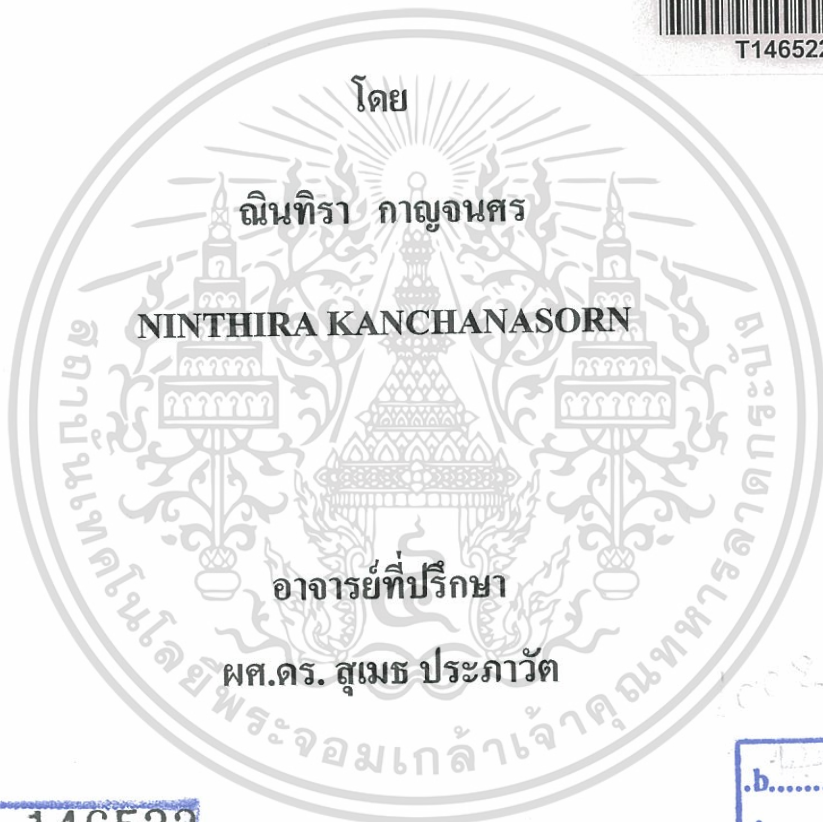 T146522
โดย
ณินทิรา กาญจนศร
NINTHIRA KANCHANASORN
อาจารย์ที่ปรึกษา
ผศ.ดร. สุเมธ ประภาวัต
สถาบันเทคโนโลยีพระจอมเกล้าเจ้าคุณทหารลาดกระบัง
.b........